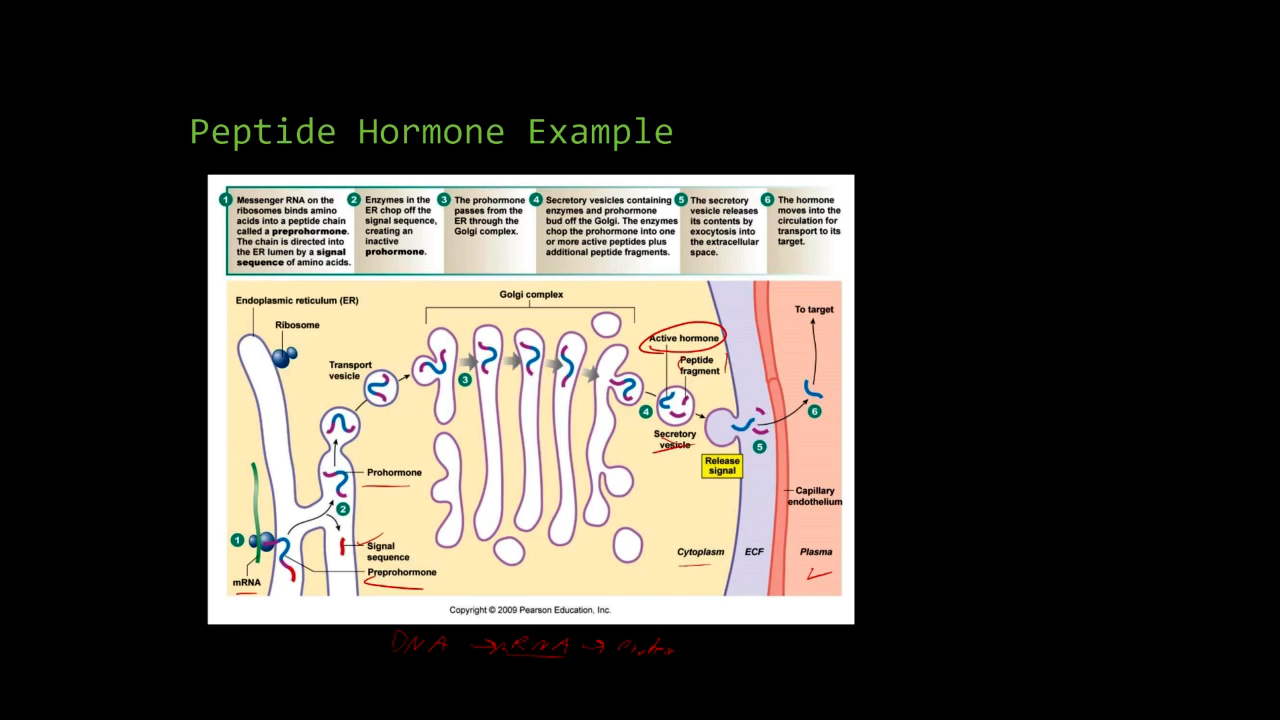 Peptide Hormone Example
1 Messenger RNA on the
ribosomes binds amino
acids into a peptide chain
called a preprohormone.
The chain is directed into
the ER lumen by a signal
sequence of amino acids.
2 Enzymes in the
ER chop off the
signal sequence,
creating an
inactive
prohormone.
3 The prohormone
passes from the
ER through the
Golgi complex.
4 Secretory vesicles containing
enzymes and prohormone
bud off the Golgi. The enzymes
chop the prohormone into one
or more active peptides plus
additional peptide fragments.
5 The secretory
vesicle releases
its contents by
exocytosis into
the extracellular
space.
6 The hormone
moves into the
circulation for
transport to its
target.
Endoplasmic reticulum (ER)
Ribosome
Golgi complex
To target
Active hormone
Peptide
fragment
Transport
vesicle
3
4
6
Secretory
vesicle
5
Release
signal
Prohormone
Capillary
endothelium
2
1
Signal
sequence
Cytoplasm
ECF
Plasma
Preprohormone
mRNA
Copyright © 2009 Pearson Education, Inc.
DNA → mRNA →